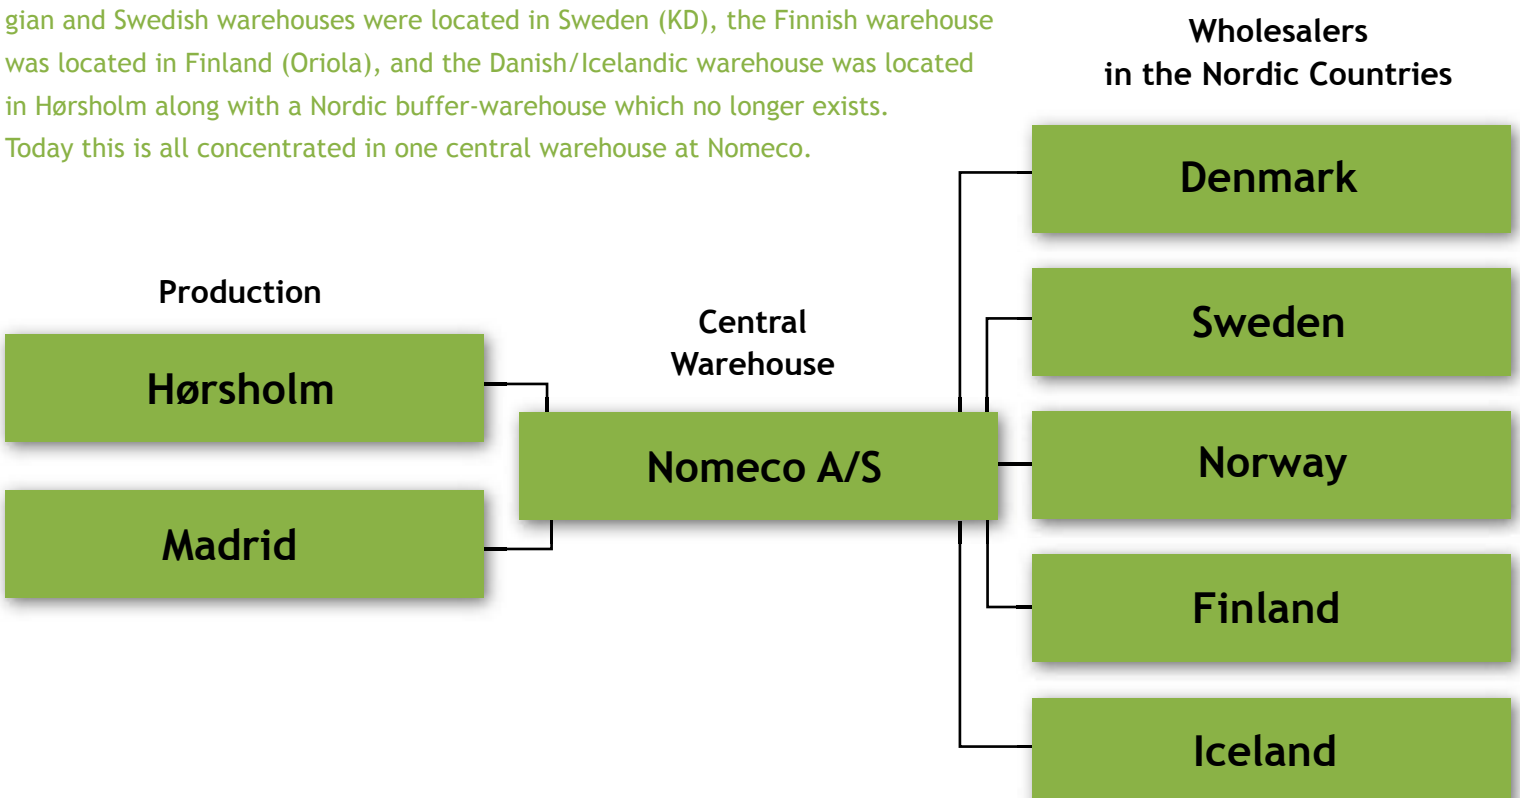 gian and Swedish warehouses were located in Sweden (KD), the Finnish warehouse
was located in Finland (Oriola), and the Danish/Icelandic warehouse was located
in Hørsholm along with a Nordic buffer-warehouse which no longer exists.
Today this is all concentrated in one central warehouse at Nomeco.
Wholesalers
in the Nordic Countries
Production
Central
Warehouse
Hørsholm
Madrid
Nomeco A/S
Denmark
Sweden
Norway
Finland
Iceland